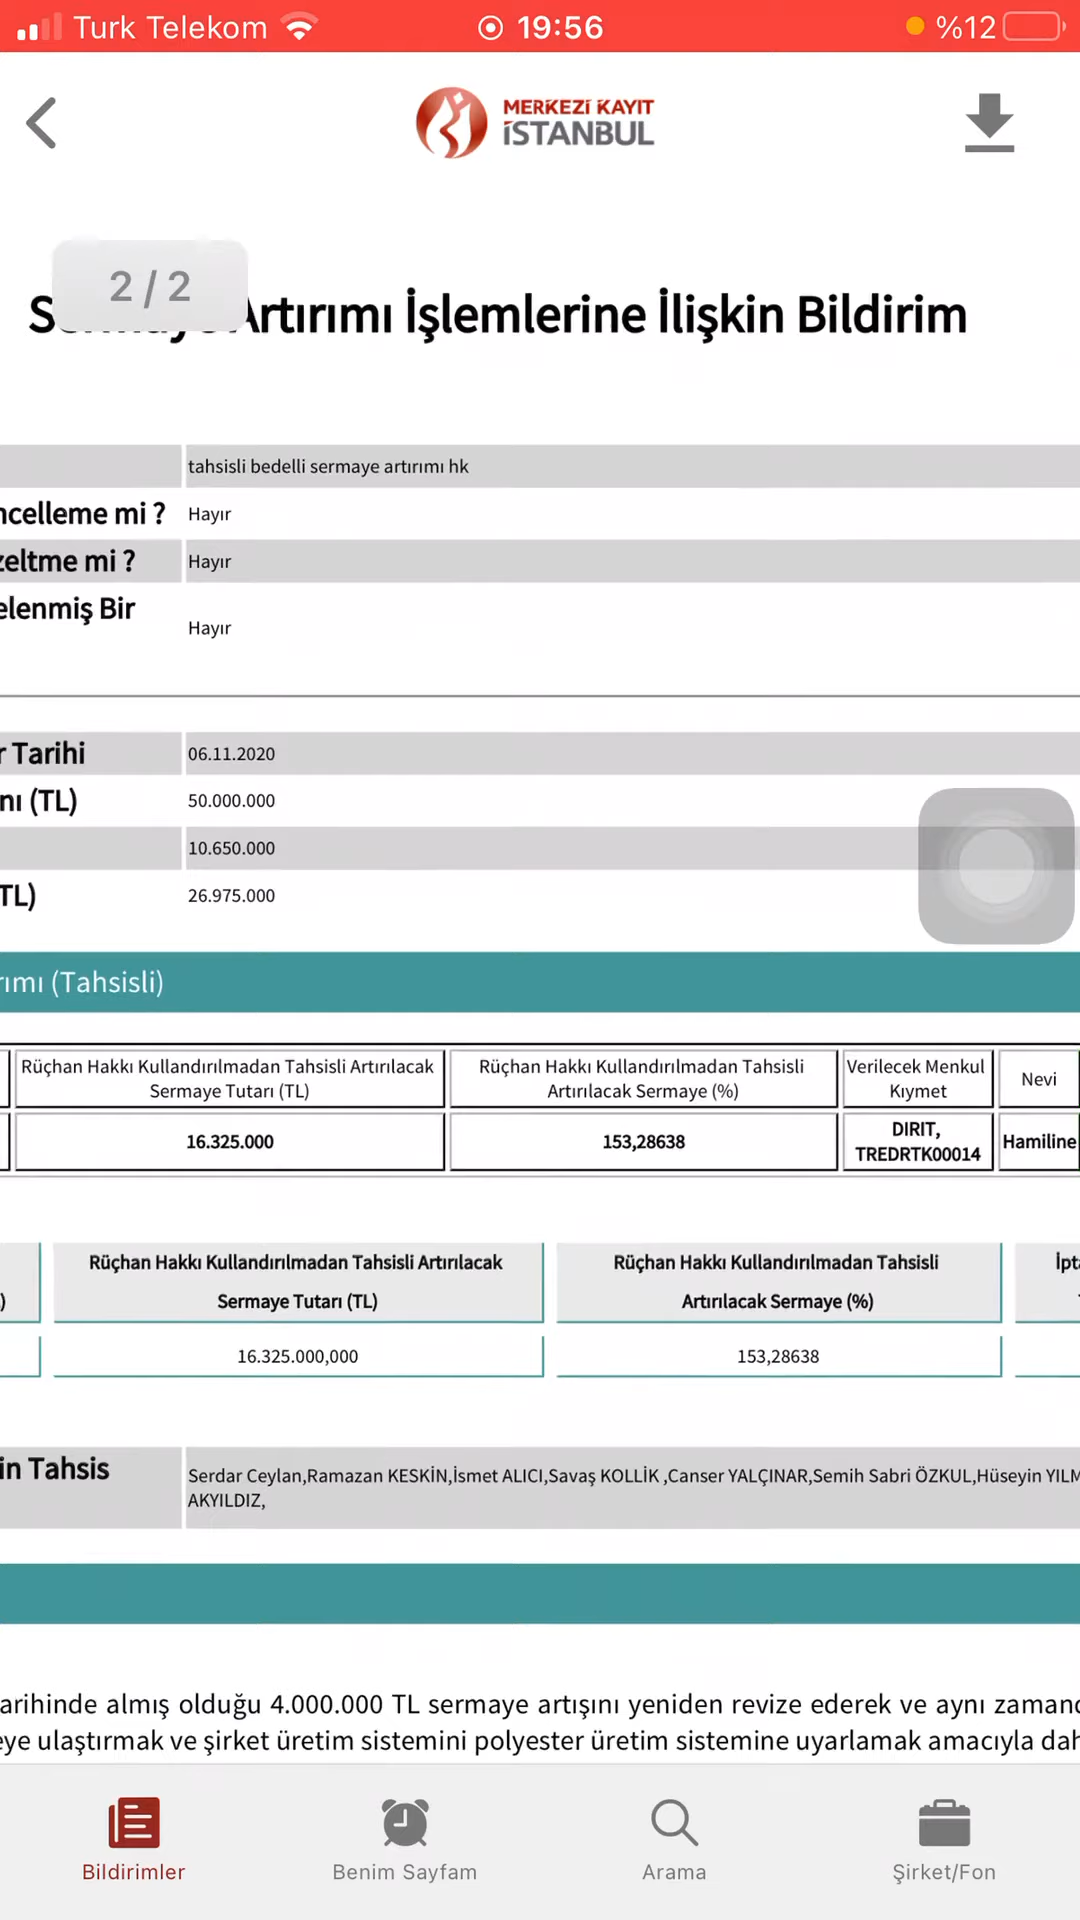 Turk Telekom 19:56 %12
MERKEZİ KAYIT
İSTANBUL
2 / 2
Artırımı İşlemlerine İlişkin Bildirim
tahsisli bedelli sermaye artırımı hk
ncelleme mi ? Hayır
zeltme mi ? Hayır
elenmiş Bir
Hayır
r Tarihi 06.11.2020
nı (TL) 50.000.000
10.650.000
TL) 26.975.000
rımı (Tahsisli)
Rüçhan Hakkı Kullandırılmadan Tahsisli Artırılacak Sermaye Tutarı (TL)
Rüçhan Hakkı Kullandırılmadan Tahsisli Artırılacak Sermaye (%)
Verilecek Menkul Kıymet
Nevi
16.325.000
153,28638
DIRIT, TREDRTK00014
Hamiline
Rüçhan Hakkı Kullandırılmadan Tahsisli Artırılacak
Sermaye Tutarı (TL)
Rüçhan Hakkı Kullandırılmadan Tahsisli
Artırılacak Sermaye (%)
İpt
)
16.325.000,000
153,28638
in Tahsis
Serdar Ceylan,Ramazan KESKİN,İsmet ALICI,Savaş KOLLİK ,Canser YALÇINAR,Semih Sabri ÖZKUL,Hüseyin YILM
AKYILDIZ,
arihinde almış olduğu 4.000.000 TL sermaye artışını yeniden revize ederek ve aynı zamand
eye ulaştırmak ve şirket üretim sistemini polyester üretim sistemine uyarlamak amacıyla dah
Bildirimler
Benim Sayfam
Arama
Şirket/Fon